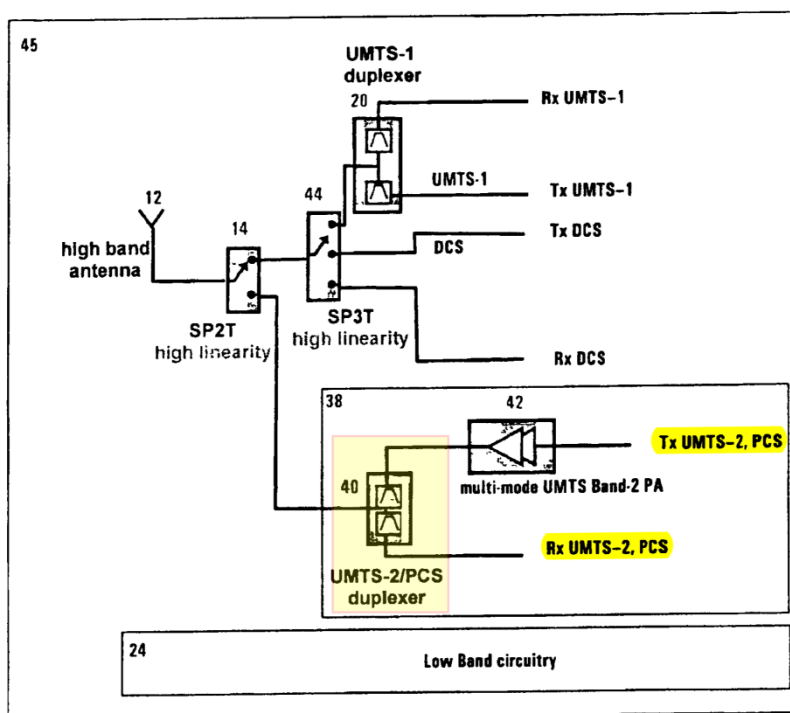 45
UMTS-1
duplexer
20
Rx UMTS-1
UMTS-1
Tx UMTS-1
12
44
14
Tx DCS
high band
antenna
DCS
SP2T
high linearity
SP3T
high linearity
Rx DCS
38
42
Tx UMTS-2, PCS
40
multi-mode UMTS Band-2 PA
Rx UMTS-2, PCS
UMTS-2/PCS
duplexer
24
Low Band circuitry